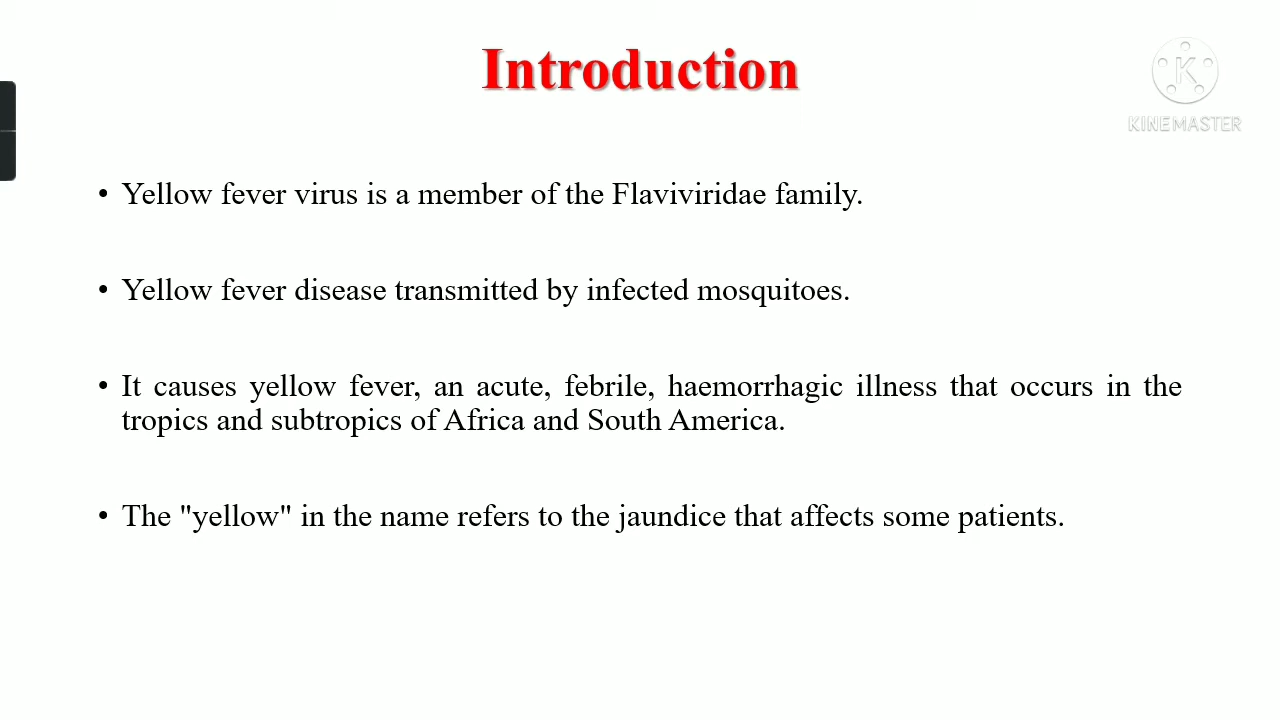 Introduction
K
KINEMASTER
• Yellow fever virus is a member of the Flaviviridae family.
• Yellow fever disease transmitted by infected mosquitoes.
• It causes yellow fever, an acute, febrile, haemorrhagic illness that occurs in the
tropics and subtropics of Africa and South America.
• The "yellow" in the name refers to the jaundice that affects some patients.